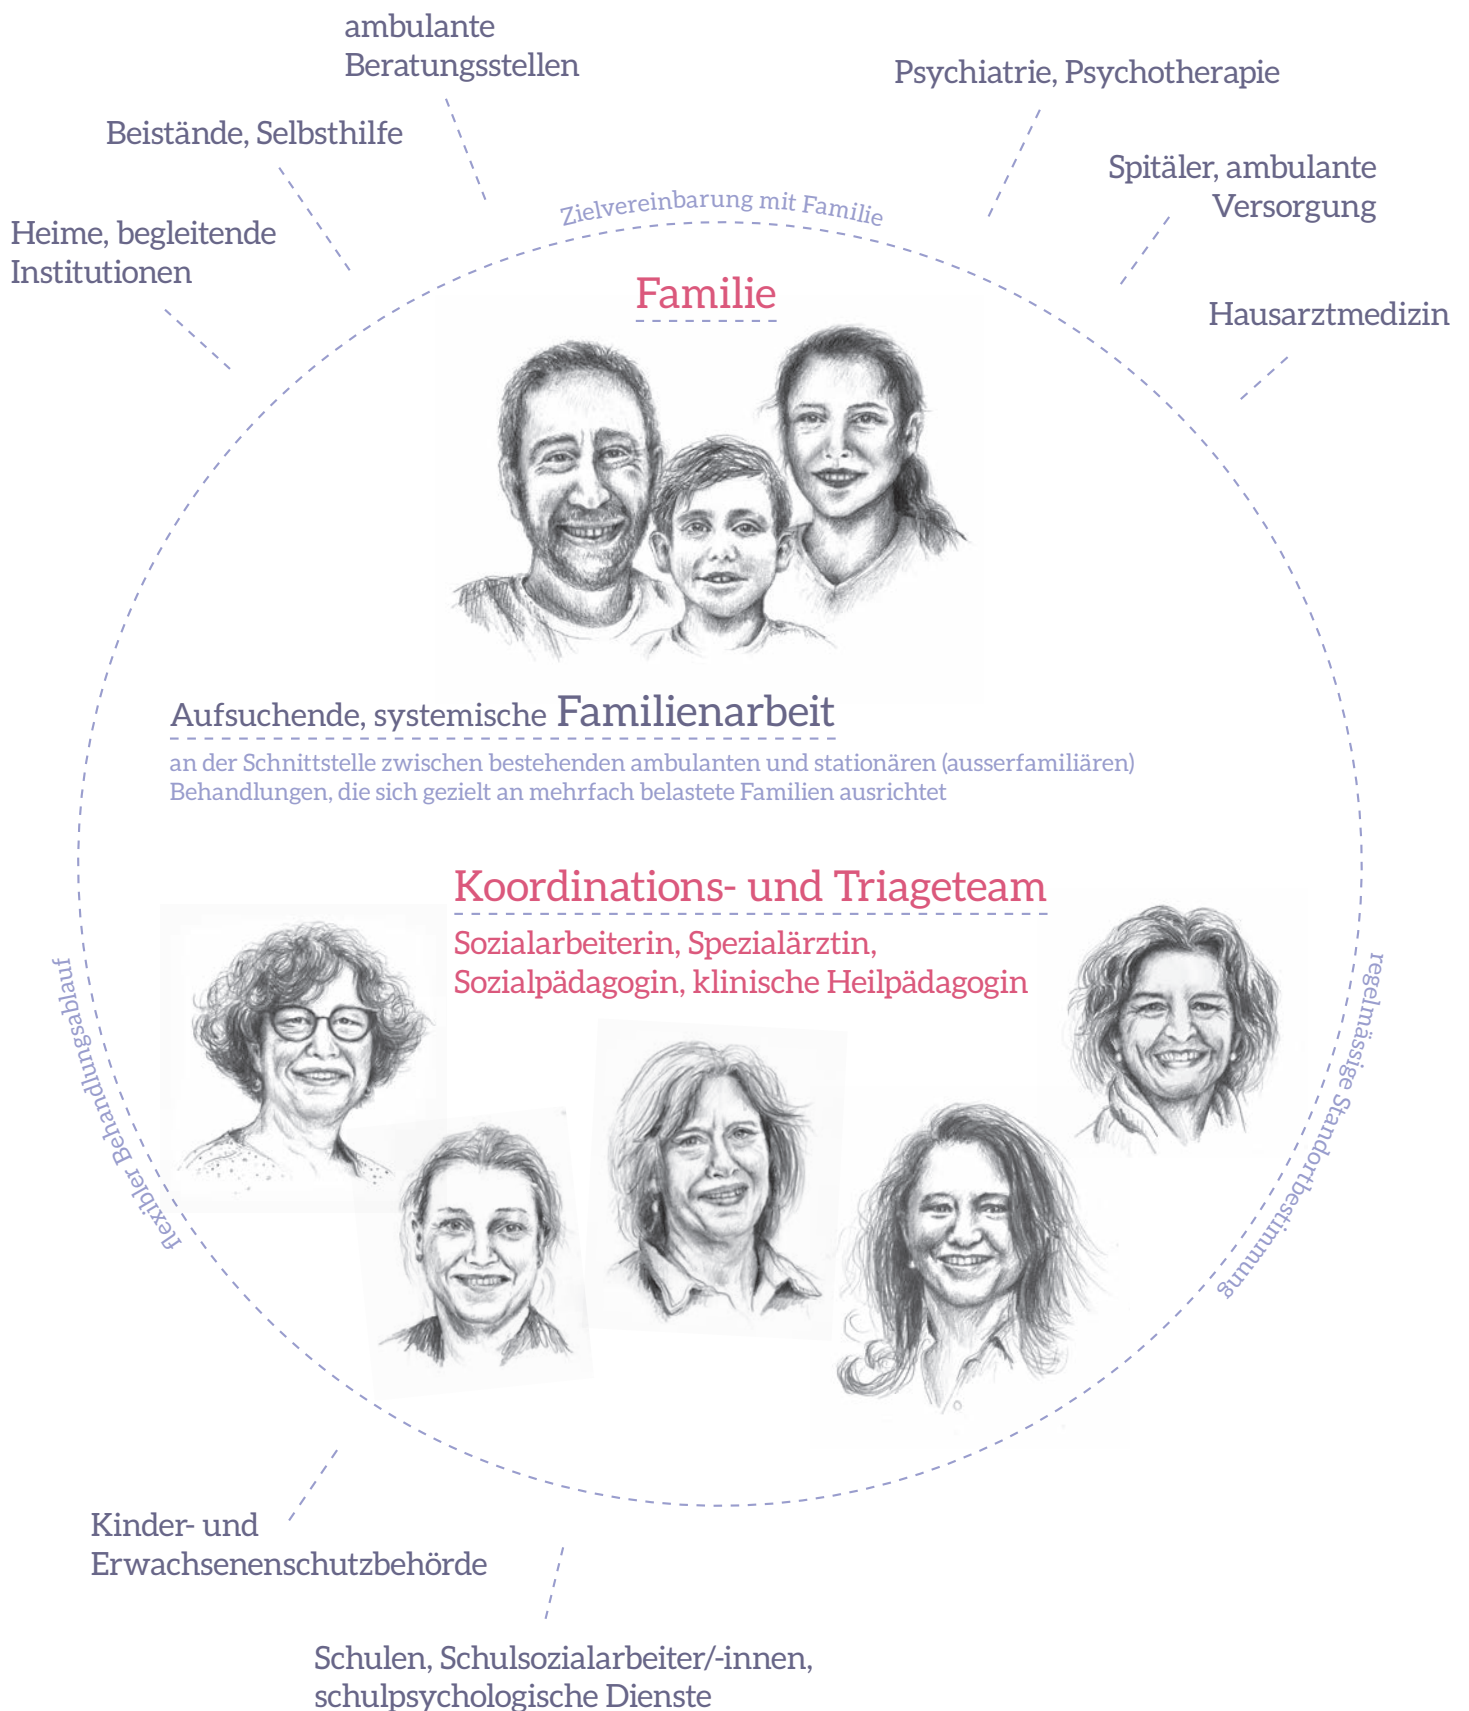 ambulante
Beratungsstellen
Psychiatrie, Psychotherapie
Beistände, Selbsthilfe
Spitäler, ambulante
Versorgung
Heime, begleitende
Institutionen
Hausarztmedizin
Zielvereinbarung mit Familie
Familie
Aufsuchende, systemische Familienarbeit
an der Schnittstelle zwischen bestehenden ambulanten und stationären (ausserfamiliären)
Behandlungen, die sich gezielt an mehrfach belastete Familien ausrichtet
Koordinations- und Triageteam
Sozialarbeiterin, Spezialärztin,
Sozialpädagogin, klinische Heilpädagogin
flexibler Behandlungsablauf
regelmässige Standortbestimmung
Kinder- und
Erwachsenenschutzbehörde
Schulen, Schulsozialarbeiter/-innen,
schulpsychologische Dienste